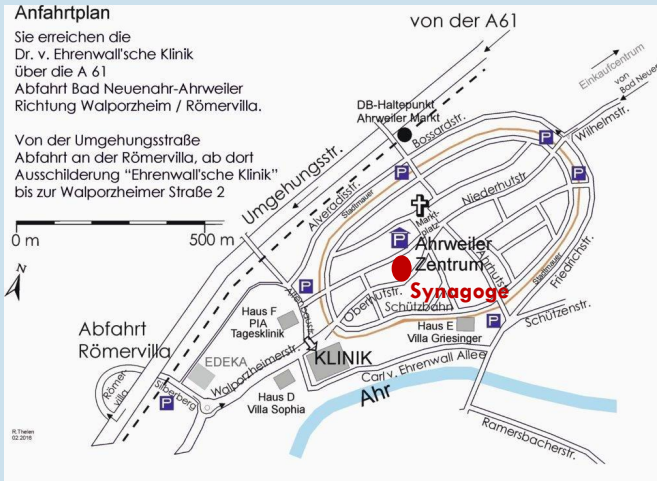 Anfahrtplan
Sie erreichen die
Dr. v. Ehrenwall'sche Klinik
über die A 61
Abfahrt Bad Neuenahr-Ahrweiler
Richtung Walporzheim / Römervilla.
Von der Umgehungsstraße
Abfahrt an der Römervilla, ab dort
Ausschilderung "Ehrenwall'sche Klinik"
bis zur Walporzheimer Straße 2
0 m
500 m
N
von der A61
Einkaufcentrum
von
Bad Neuen
Wilhelmstr.
DB-Haltepunkt
Ahrweiler Markt
Bossardstr.
P
P
P
Umgehungsstr.
Alveradisstr.
Stadtmauer
Niederhutstr
Markt-
platz
P
Ahrweiler
Zentrum
Synagoge
Ahrhutstr.
Stadtmauer
Friedrichstr.
P
Oberhutstr.
Schützbahn
Haus E
Villa Griesinger
P
Schützenstr.
Haus F
PIA
Tagesklinik
Abfahrt
Römervilla
EDEKA
Walporzheimerstr.
KLINIK
Carl v. Ehrenwall Allee
Römer
villa
Silberberg
P
Haus D
Villa Sophia
Ahr
Ramersbacherstr.
R.Thelen
02.2016